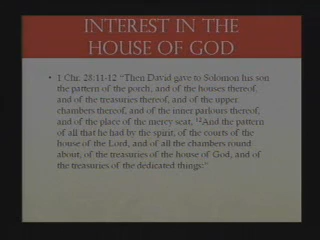 INTEREST IN THE
HOUSE OF GOD
• 1 Chr. 28:11-12 "Then David gave to Solomon his son
the pattern of the porch, and of the houses thereof,
and of the treasuries thereof, and of the upper
chambers thereof, and of the inner parlours thereof,
and of the place of the mercy seat, ¹²And the pattern
of all that he had by the spirit, of the courts of the
house of the Lord, and of all the chambers round
about, of the treasuries of the house of God, and of
the treasuries of the dedicated things:"